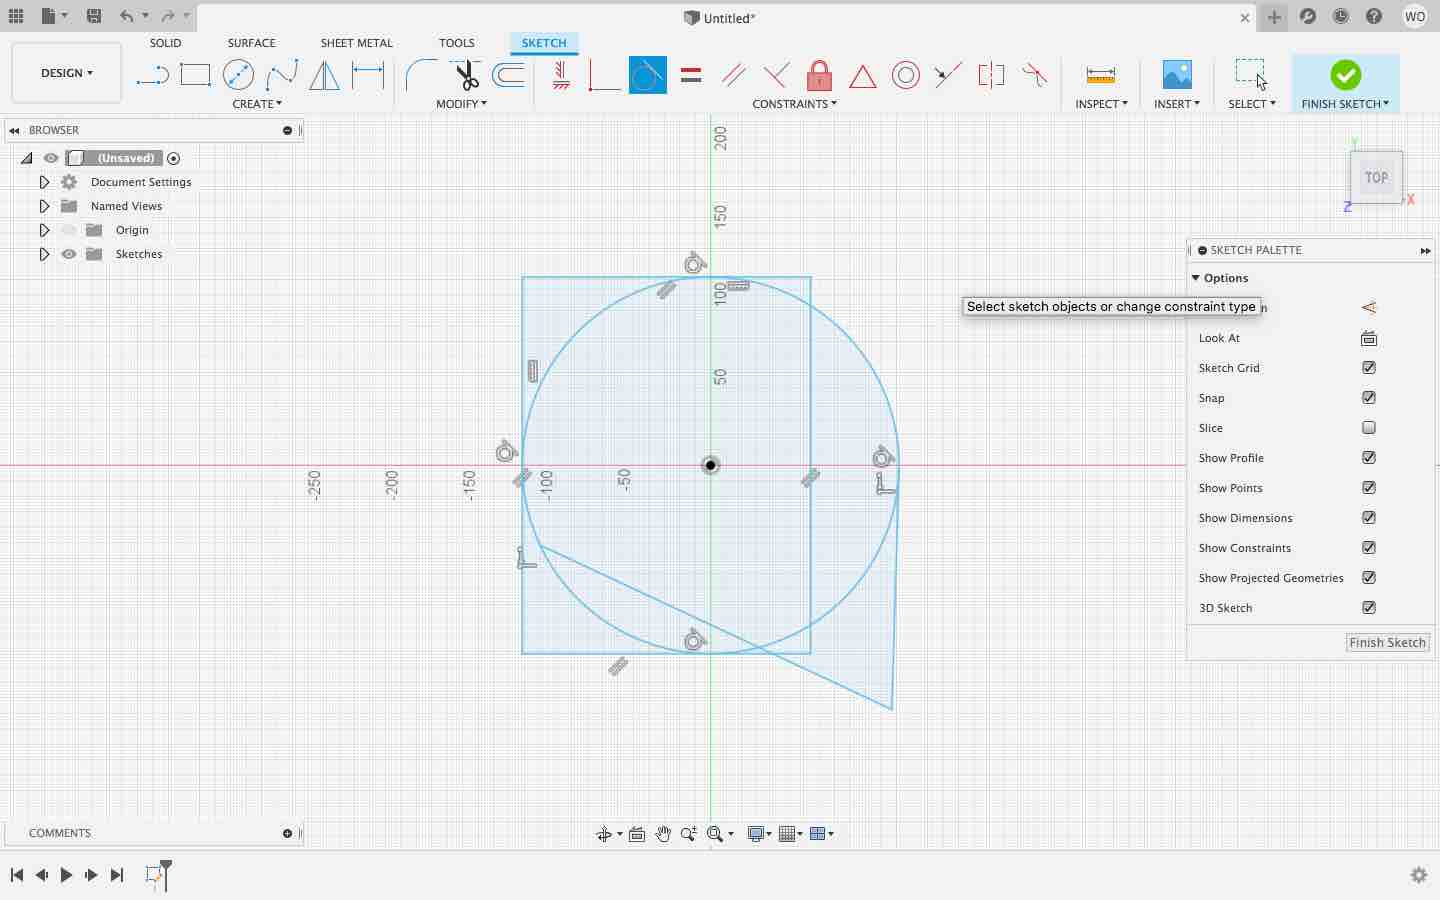 Untitled*
WO
SOLID
SURFACE
SHEET METAL
TOOLS
SKETCH
DESIGN
CREATE
MODIFY
CONSTRAINTS
INSPECT
INSERT
SELECT
FINISH SKETCH
BROWSER
(Unsaved)
Document Settings
Named Views
Origin
Sketches
200
150
100
50
-250
-200
-150
-100
-50
Y
TOP
Z
X
SKETCH PALETTE
Options
Select sketch objects or change constraint type
Look At
Sketch Grid
Snap
Slice
Show Profile
Show Points
Show Dimensions
Show Constraints
Show Projected Geometries
3D Sketch
Finish Sketch
COMMENTS